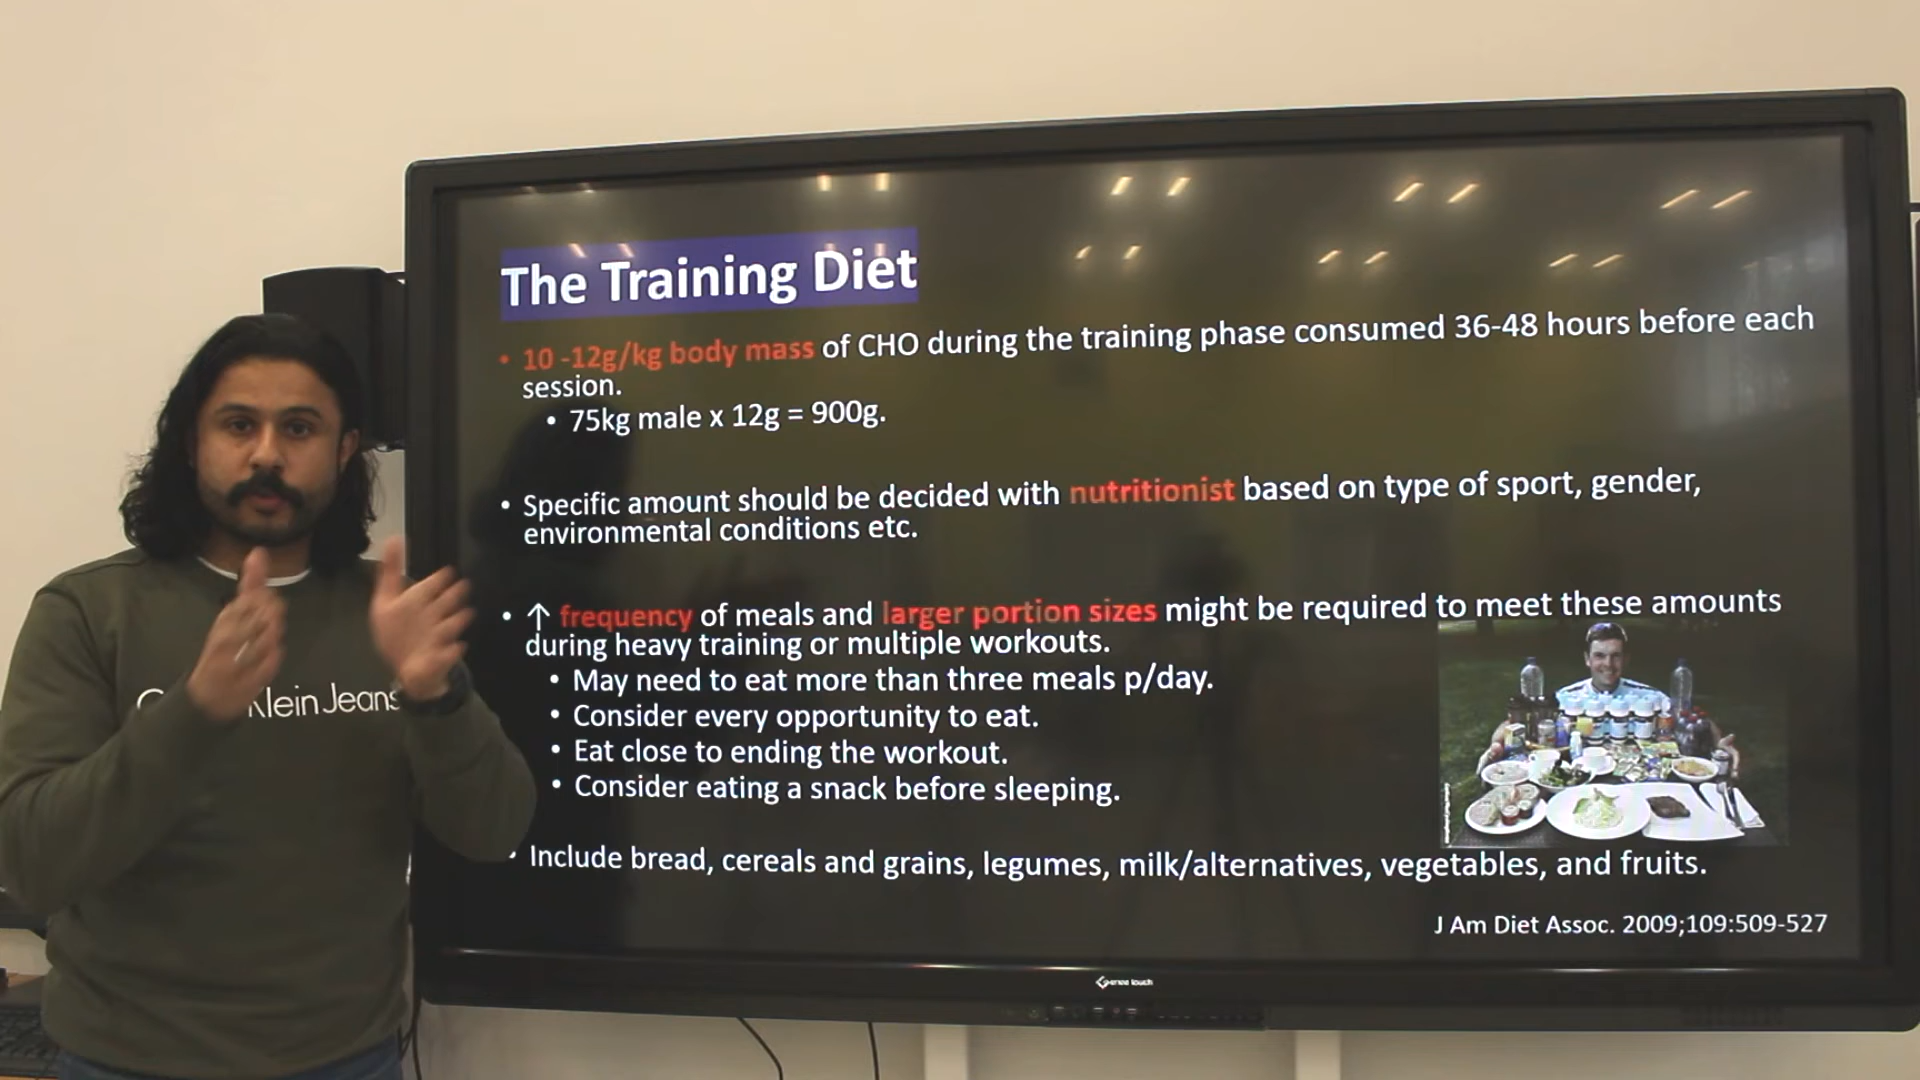 The Training Diet
• 10 -12g/kg body mass of CHO during the training phase consumed 36-48 hours before each
session.
• 75kg male x 12g = 900g.
• Specific amount should be decided with nutritionist based on type of sport, gender,
environmental conditions etc.
• ↑ frequency of meals and larger portion sizes might be required to meet these amounts
during heavy training or multiple workouts.
• May need to eat more than three meals p/day.
• Consider every opportunity to eat.
• Eat close to ending the workout.
• Consider eating a snack before sleeping.
• Include bread, cereals and grains, legumes, milk/alternatives, vegetables, and fruits.
J Am Diet Assoc. 2009;109:509-527
Klein Jeans